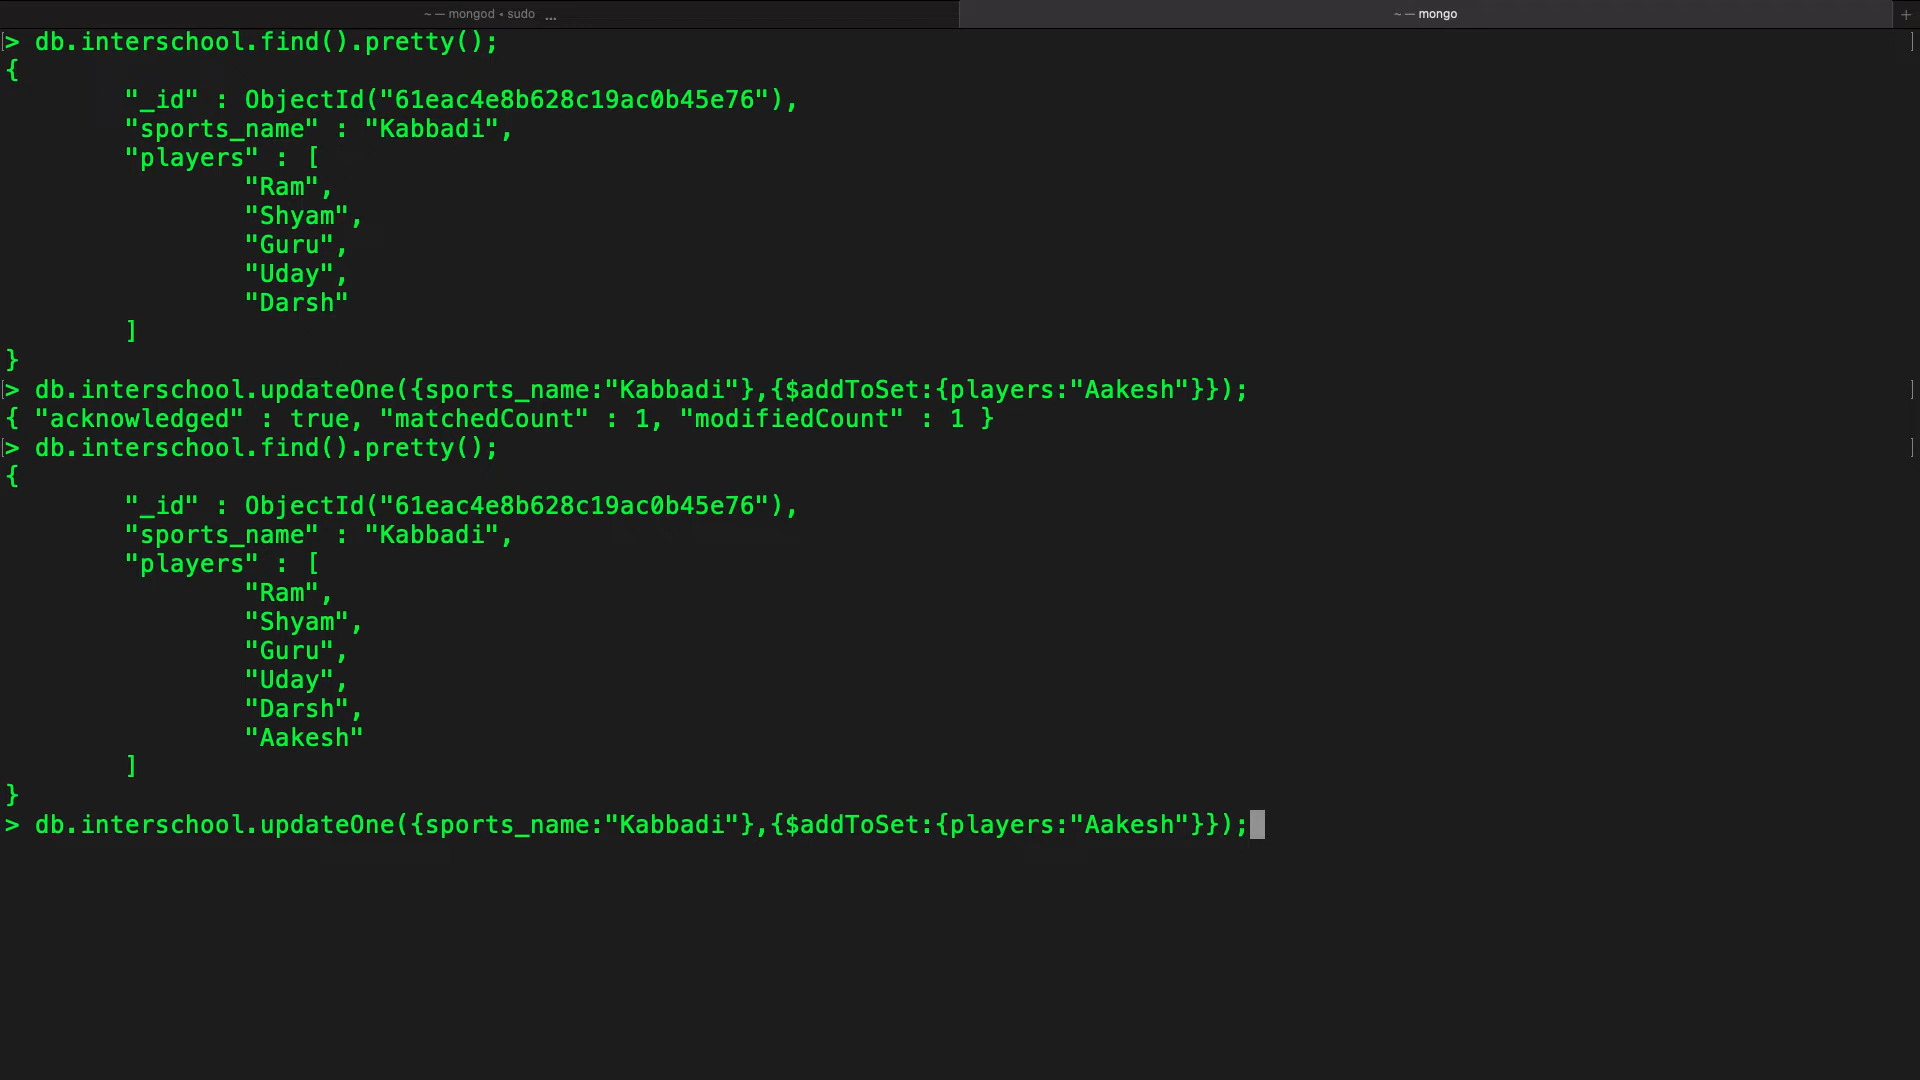 ~ — mongod ◂ sudo ...
~ — mongo
+
[> db.interschool.find().pretty(); ]
{
"_id" : ObjectId("61eac4e8b628c19ac0b45e76"),
"sports_name" : "Kabbadi",
"players" : [
"Ram",
"Shyam",
"Guru",
"Uday",
"Darsh"
]
}
[> db.interschool.updateOne({sports_name:"Kabbadi"},{$addToSet:{players:"Aakesh"}}); ]
{ "acknowledged" : true, "matchedCount" : 1, "modifiedCount" : 1 }
[> db.interschool.find().pretty(); ]
{
"_id" : ObjectId("61eac4e8b628c19ac0b45e76"),
"sports_name" : "Kabbadi",
"players" : [
"Ram",
"Shyam",
"Guru",
"Uday",
"Darsh",
"Aakesh"
]
}
> db.interschool.updateOne({sports_name:"Kabbadi"},{$addToSet:{players:"Aakesh"}});